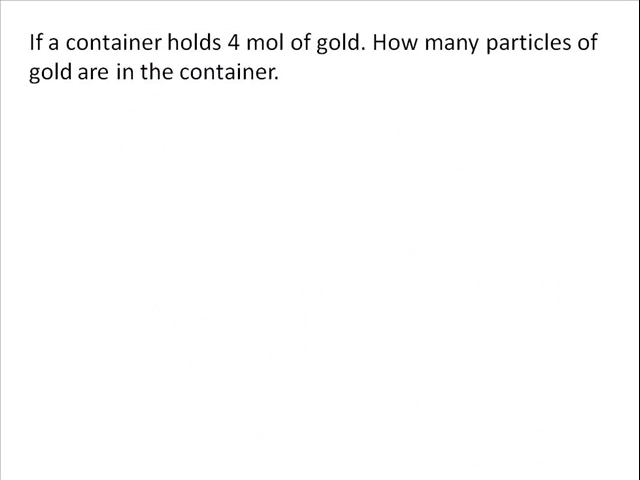 If a container holds 4 mol of gold. How many particles of
gold are in the container.